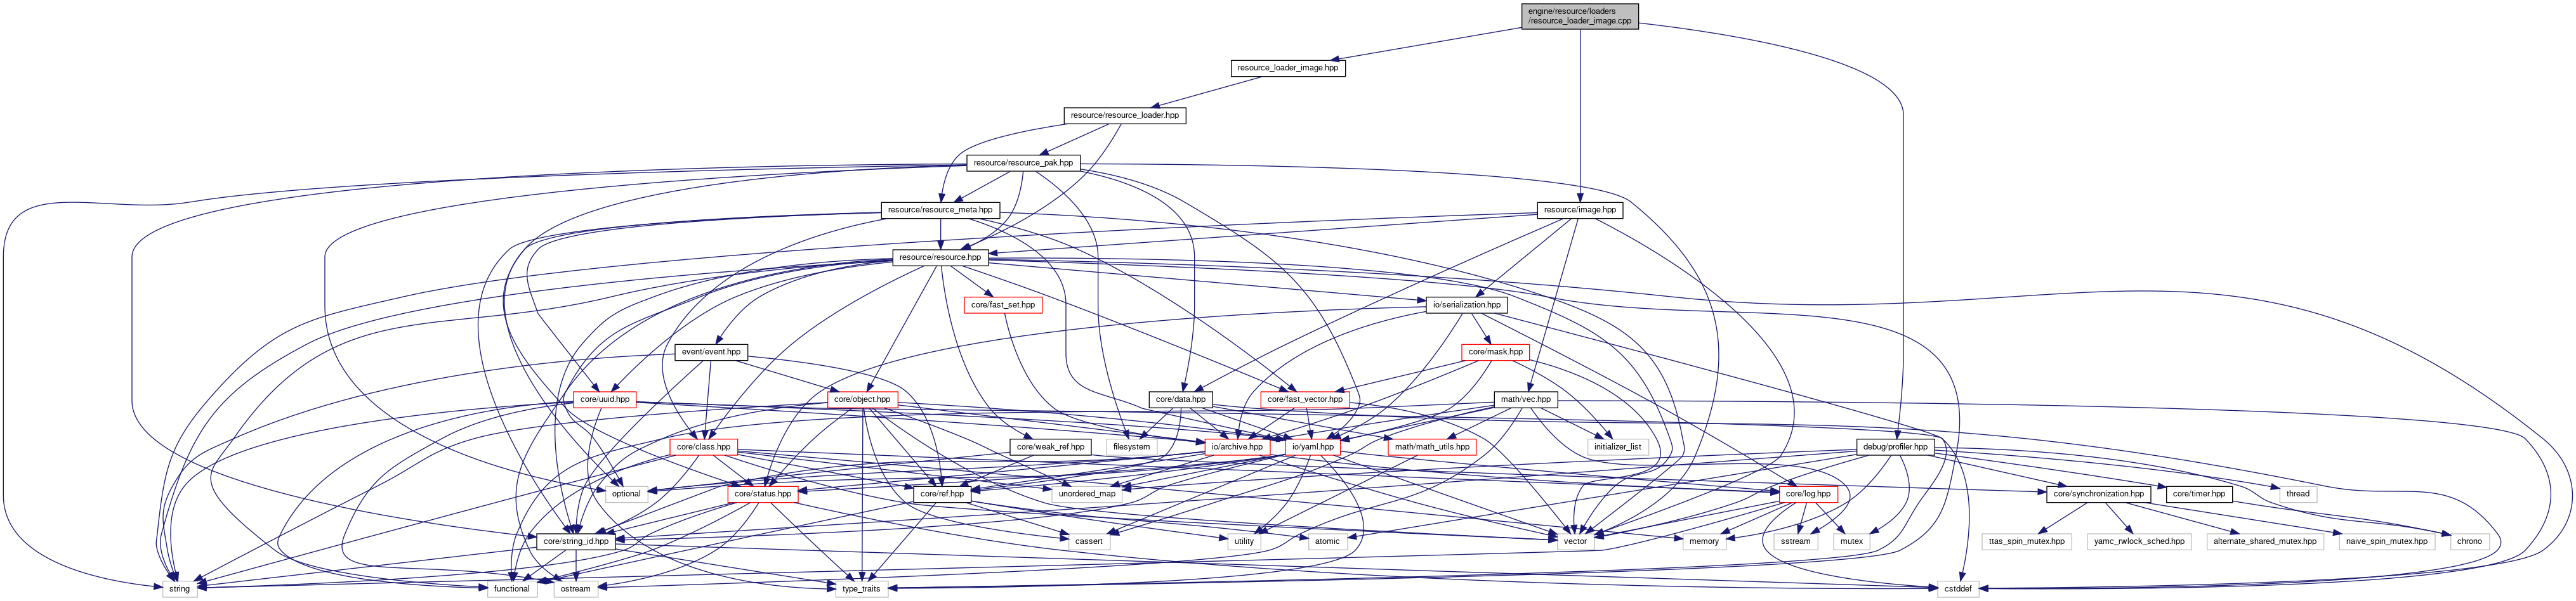 engine/resource/loaders
/resource_loader_image.cpp
resource_loader_image.hpp
resource/resource_loader.hpp
resource/resource_pak.hpp
resource/resource_meta.hpp
resource/image.hpp
resource/resource.hpp
core/fast_set.hpp
io/serialization.hpp
event/event.hpp
core/mask.hpp
core/uuid.hpp
core/object.hpp
core/data.hpp
core/fast_vector.hpp
math/vec.hpp
core/class.hpp
core/weak_ref.hpp
filesystem
io/archive.hpp
io/yaml.hpp
math/math_utils.hpp
initializer_list
debug/profiler.hpp
optional
core/status.hpp
core/ref.hpp
unordered_map
core/log.hpp
core/synchronization.hpp
core/timer.hpp
thread
core/string_id.hpp
cassert
utility
atomic
vector
memory
sstream
mutex
ttas_spin_mutex.hpp
yamc_rwlock_sched.hpp
alternate_shared_mutex.hpp
naive_spin_mutex.hpp
chrono
string
functional
ostream
type_traits
cstddef